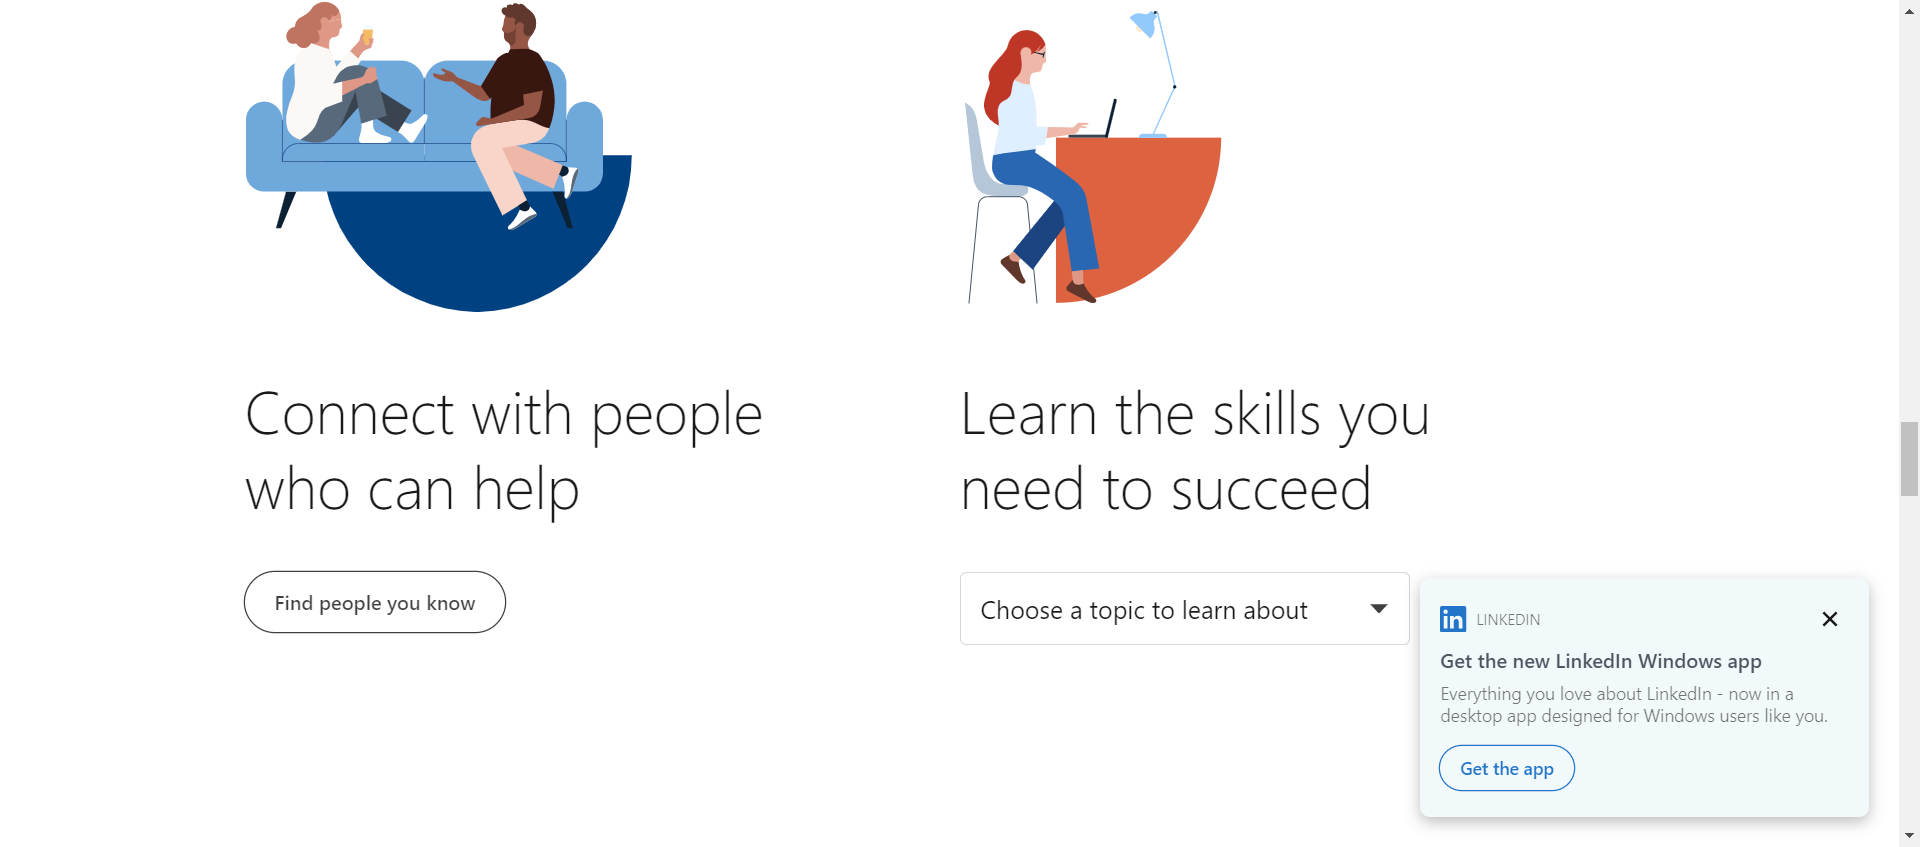 Connect with people
who can help
Find people you know
Learn the skills you
need to succeed
Choose a topic to learn about
in LINKEDIN
Get the new LinkedIn Windows app
Everything you love about LinkedIn - now in a
desktop app designed for Windows users like you.
Get the app